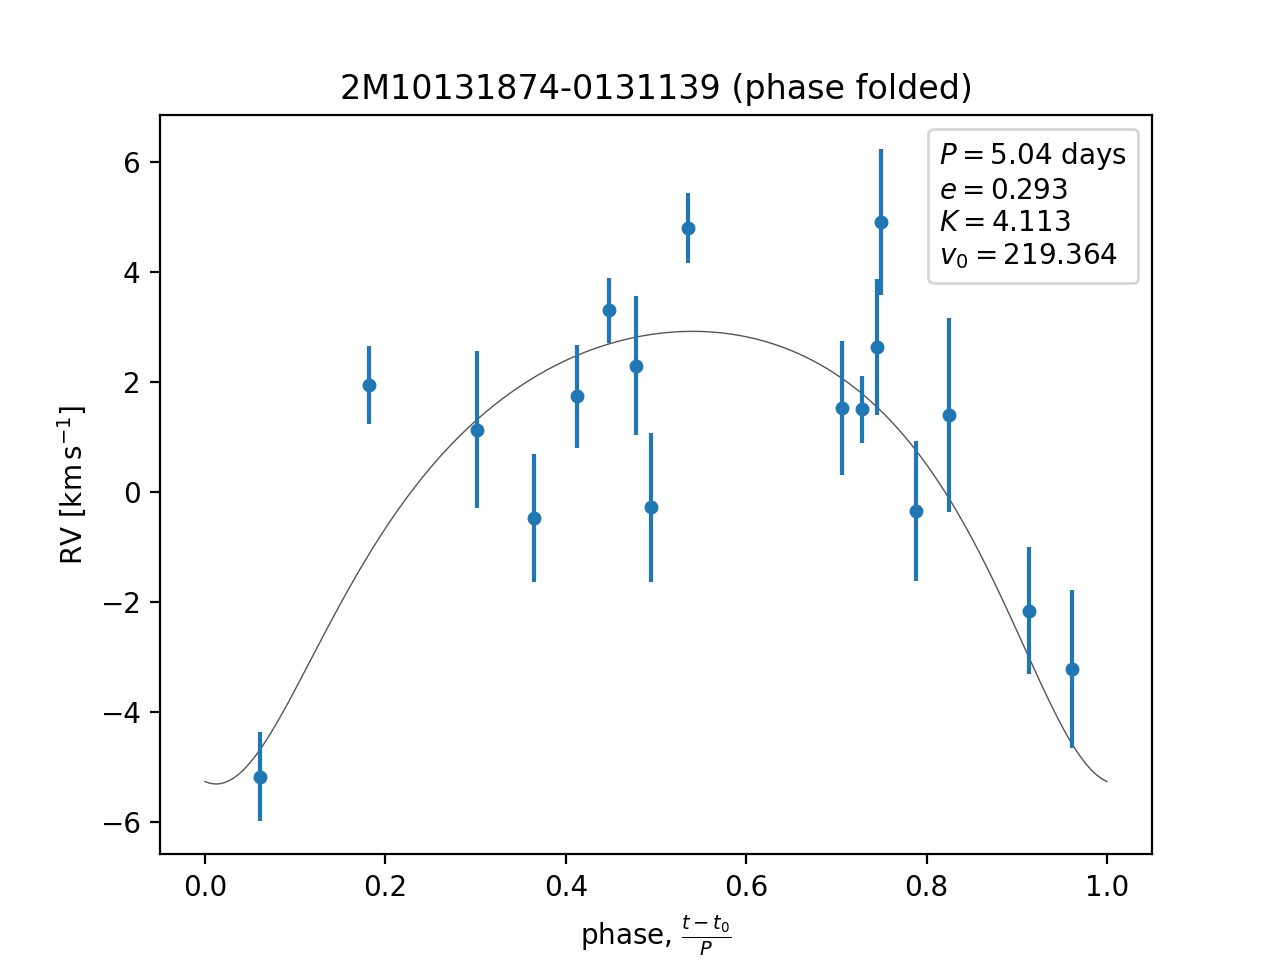 2M10131874-0131139 (phase folded)
P = 5.04 days
e = 0.293
K = 4.113
v₀ = 219.364
RV [km s⁻¹]
6
4
2
0
−2
−4
−6
0.0 0.2 0.4 0.6 0.8 1.0
phase, (t − t₀)/P